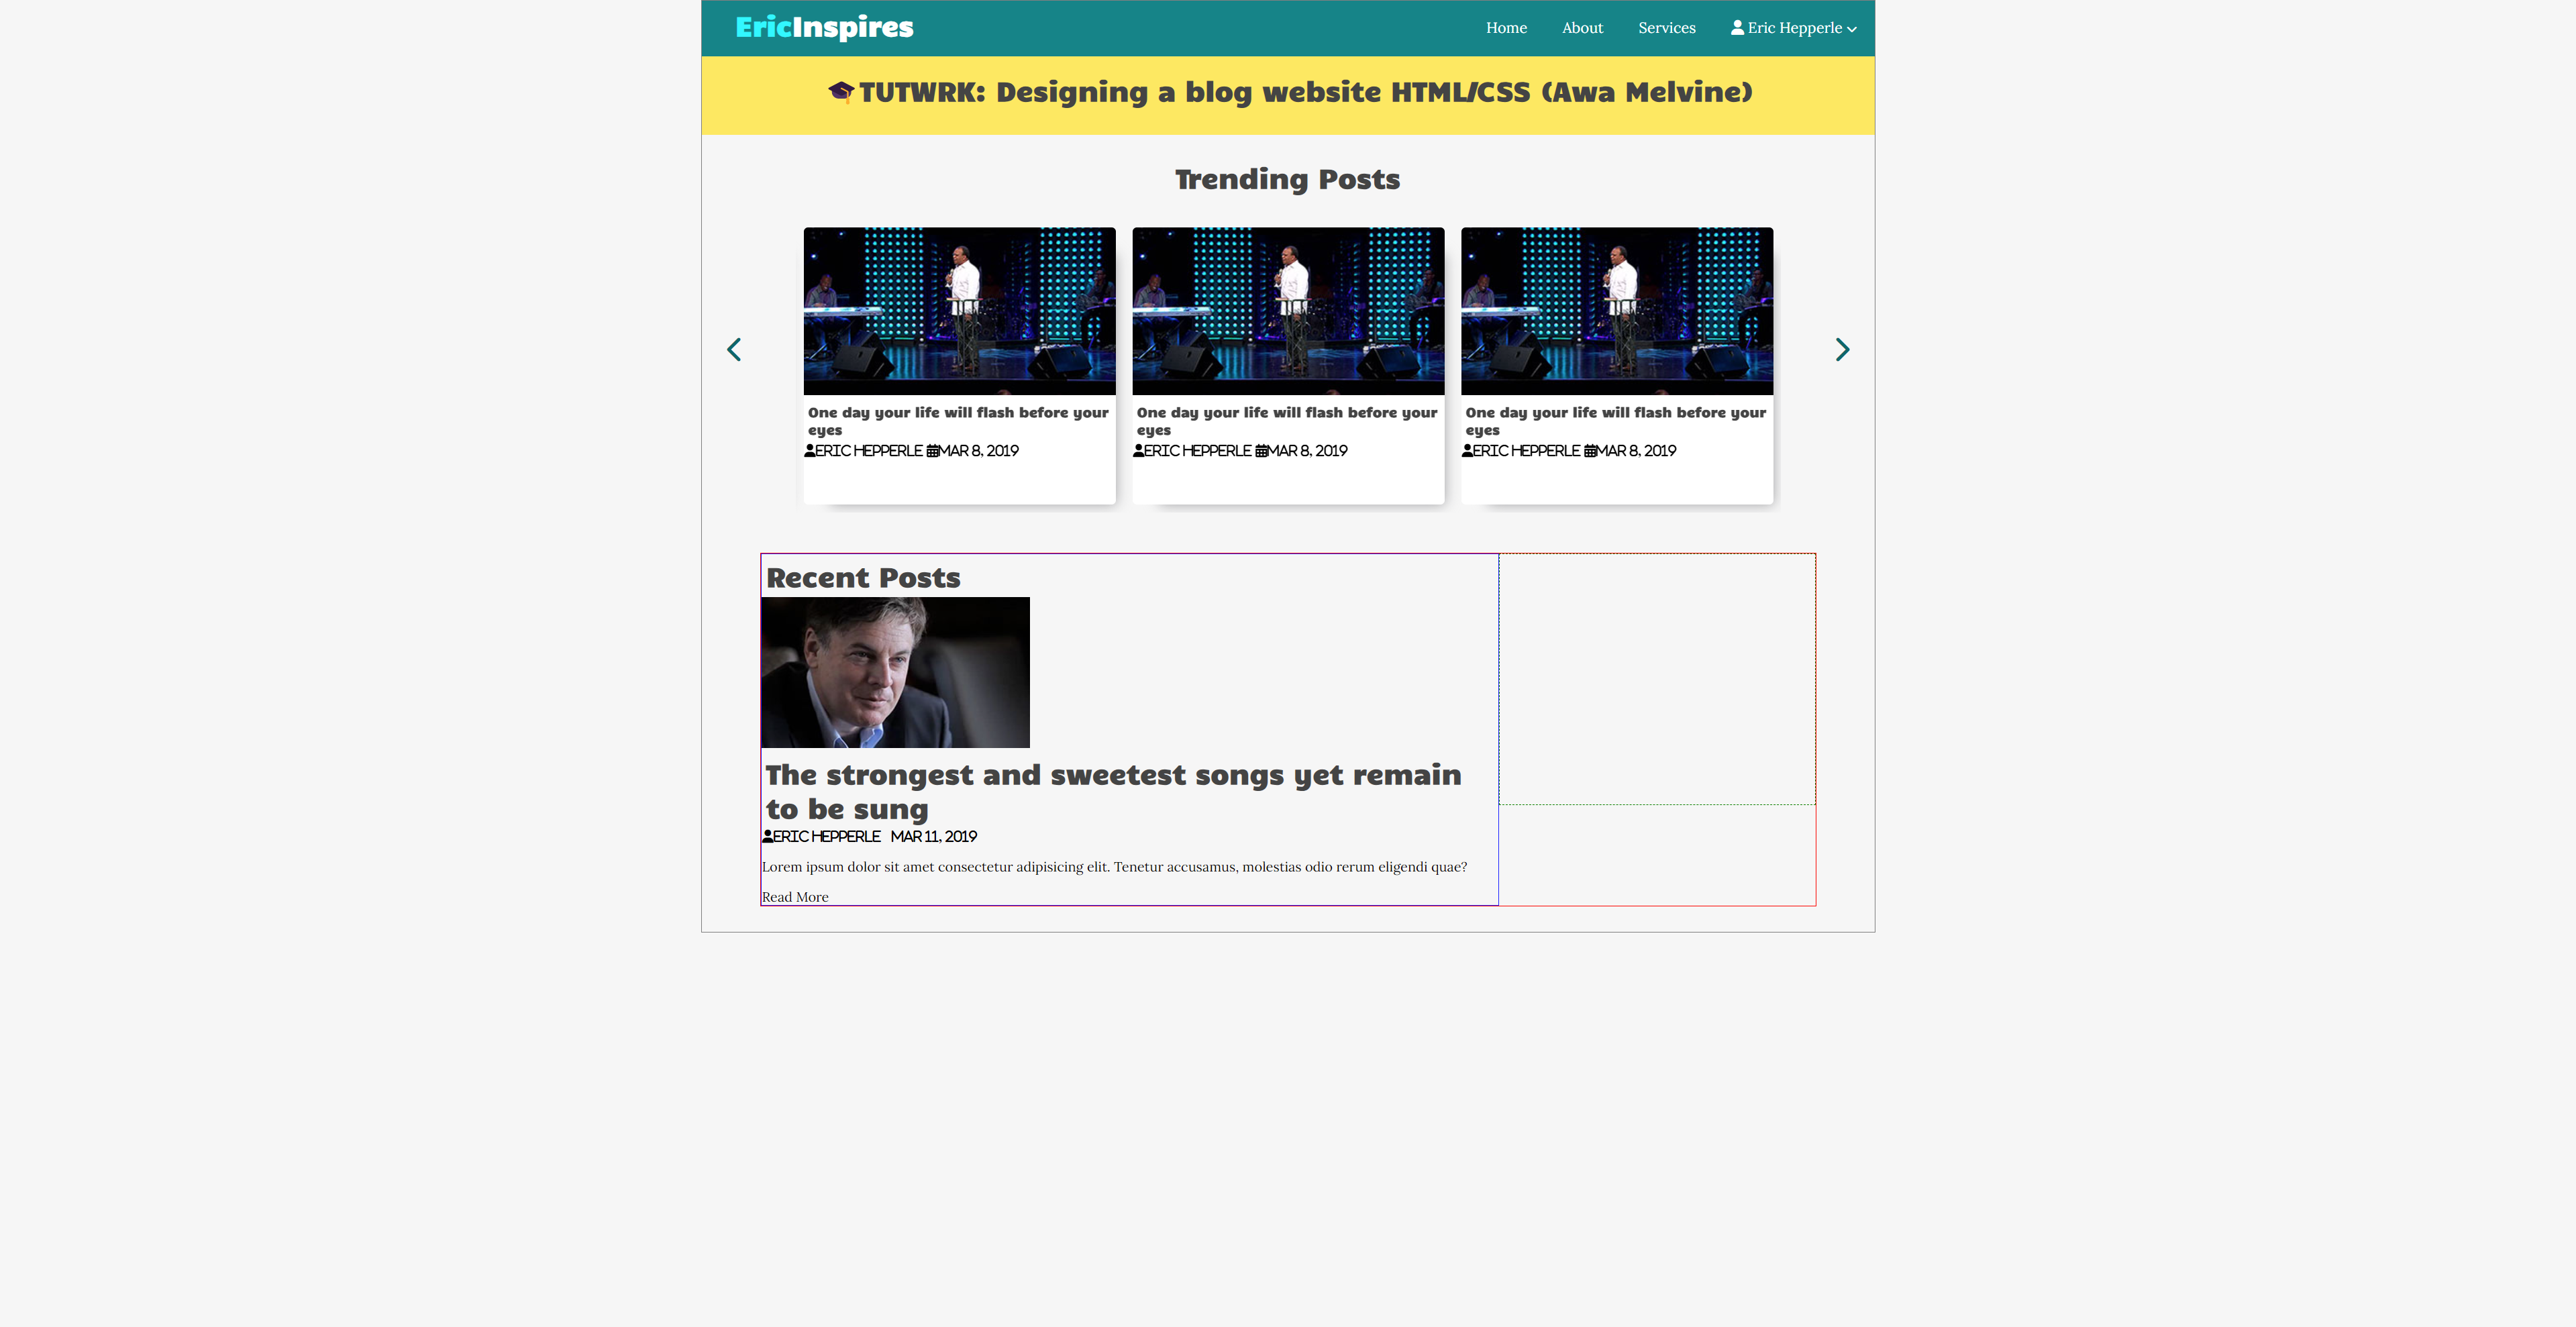 EricInspires
Home About Services Eric Hepperle
TUTWRK: Designing a blog website HTML/CSS (Awa Melvine)
Trending Posts
One day your life will flash before your
eyes
ERIC HEPPERLE MAR 8, 2019
One day your life will flash before your
eyes
ERIC HEPPERLE MAR 8, 2019
One day your life will flash before your
eyes
ERIC HEPPERLE MAR 8, 2019
Recent Posts
The strongest and sweetest songs yet remain
to be sung
ERIC HEPPERLE MAR 11, 2019
Lorem ipsum dolor sit amet consectetur adipisicing elit. Tenetur accusamus, molestias odio rerum eligendi quae?
Read More